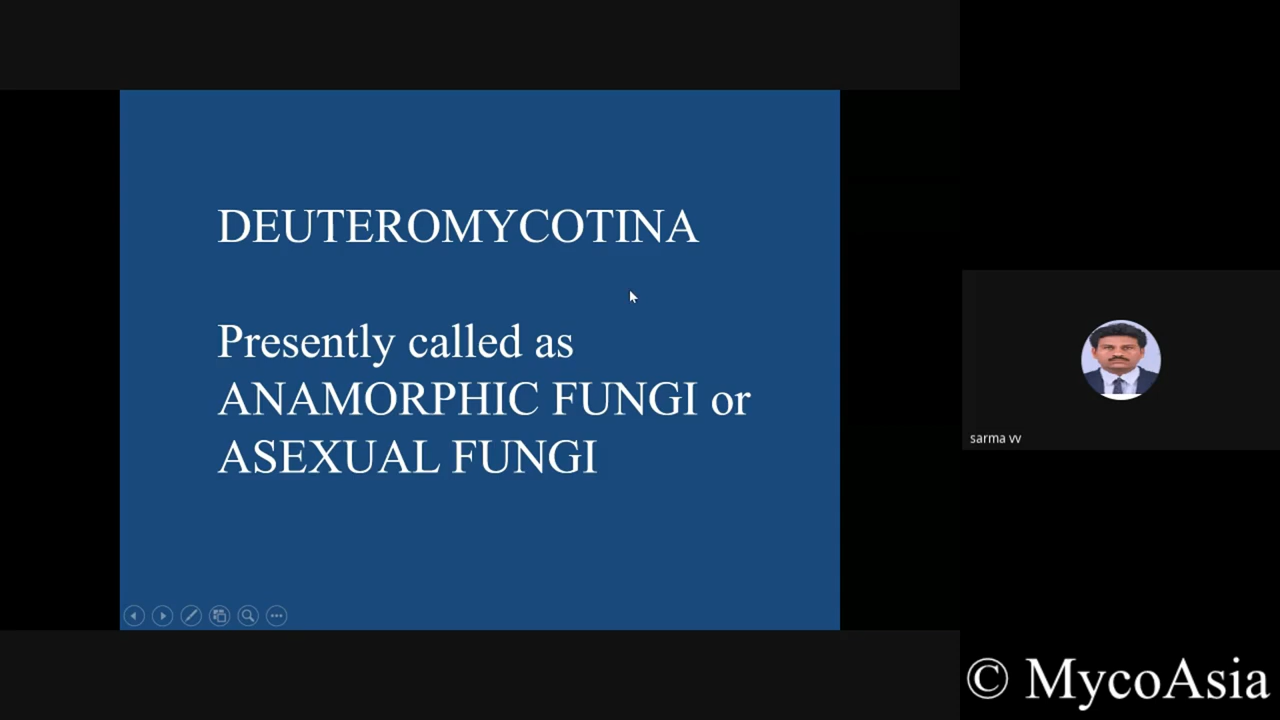 DEUTEROMYCOTINA
Presently called as
ANAMORPHIC FUNGI or
ASEXUAL FUNGI
sarma vv
© MycoAsia